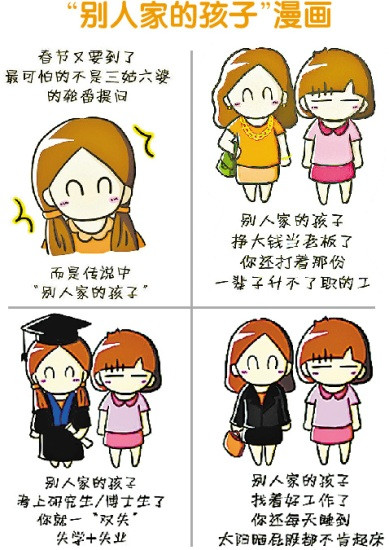 “别人家的孩子”漫画
春节又要到了
最可怕的不是三姑六婆
的轮番提问
而是传说中
“别人家的孩子”
别人家的孩子
挣大钱当老板了
你还打着那份
一辈子升不了职的工
别人家的孩子
考上研究生/博士生了
你就一“双失”
失学+失业
别人家的孩子
找着好工作了
你还每天睡到
太阳晒屁股都不肯起床